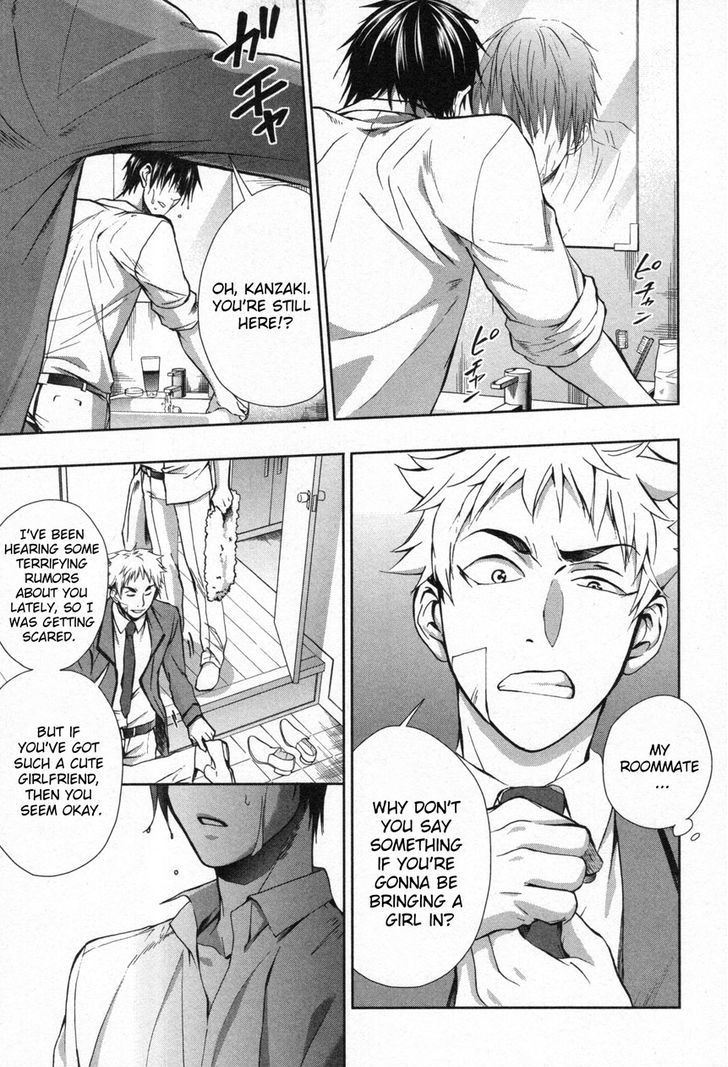 ピチャン
ピチャン
ガチャ
OH, KANZAKI.
YOU'RE STILL
HERE!?
MY
ROOMMATE
...
WHY DON'T
YOU SAY
SOMETHING
IF YOU'RE
GONNA BE
BRINGING A
GIRL IN?
I'VE BEEN
HEARING SOME
TERRIFYING
RUMORS
ABOUT YOU
LATELY, SO I
WAS GETTING
SCARED.
BUT IF
YOU'VE GOT
SUCH A CUTE
GIRLFRIEND,
THEN YOU
SEEM OKAY.